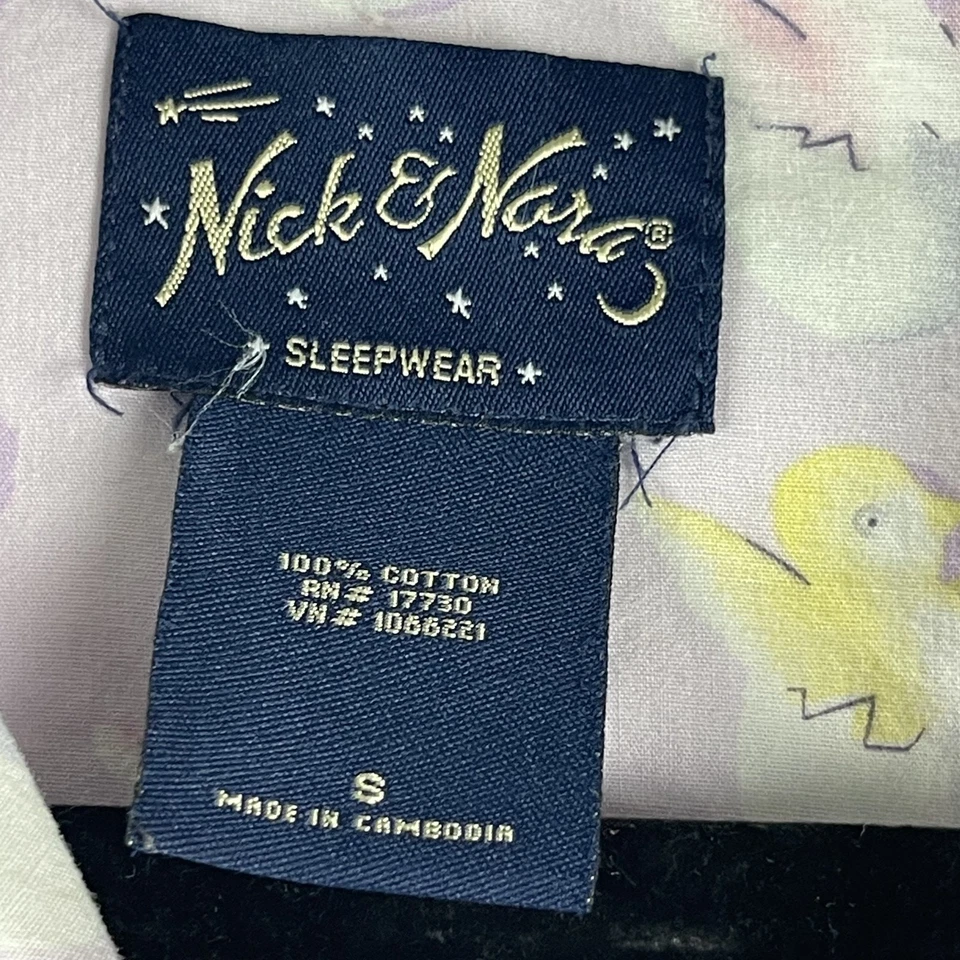 Nick & Nora®
SLEEPWEAR
100% COTTON
RN# 17730
VN# 1066221
S
MADE IN CAMBODIA